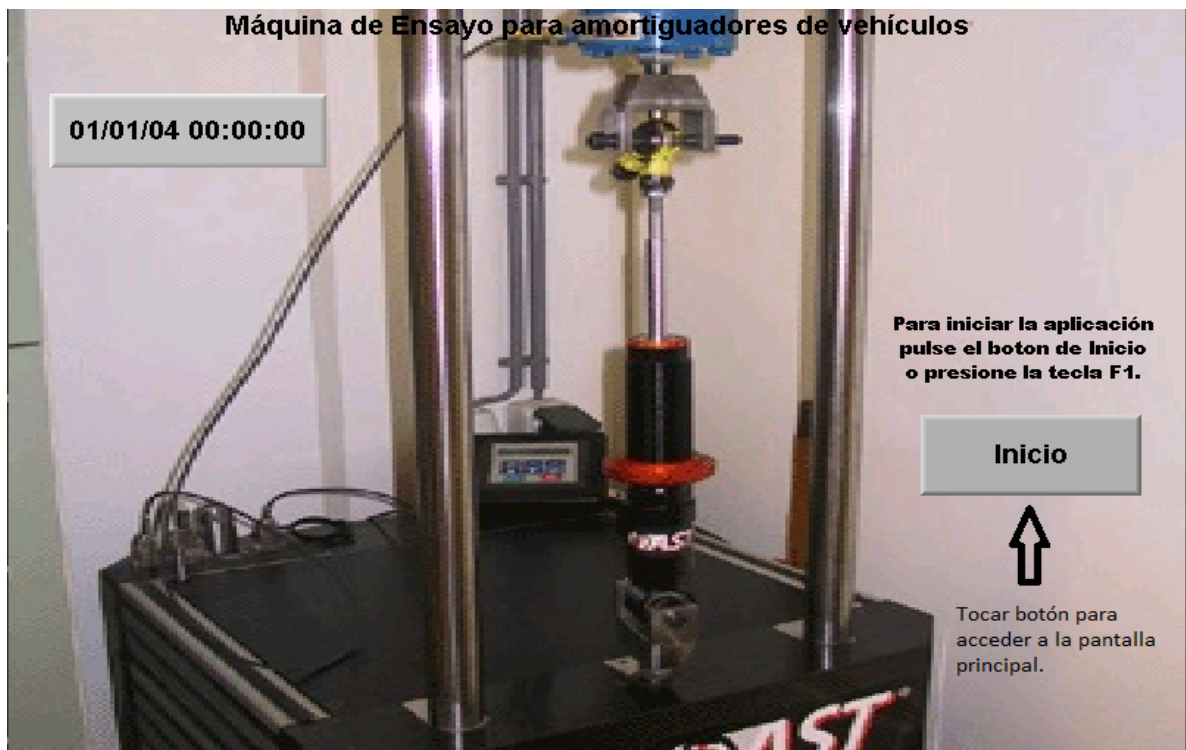 Máquina de Ensayo para amortiguadores de vehículos
01/01/04 00:00:00
Para iniciar la aplicación
pulse el boton de Inicio
o presione la tecla F1.
Inicio
Tocar botón para
acceder a la pantalla
principal.